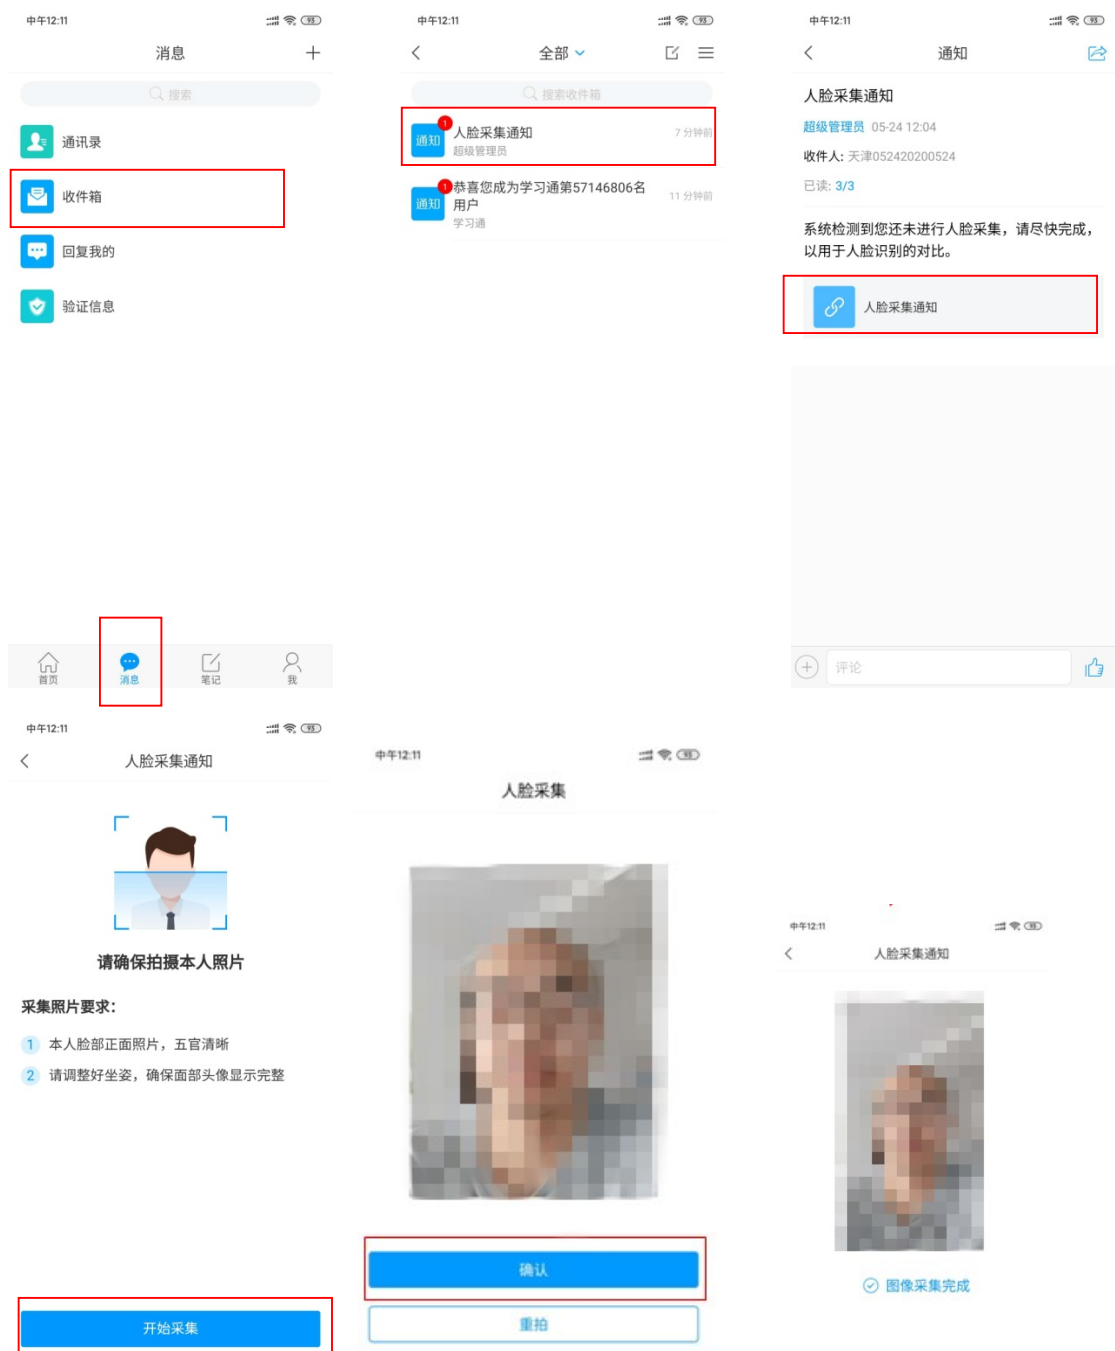 中午12:11
93
消息
搜索
通讯录
收件箱
回复我的
验证信息
首页
消息
笔记
我
中午12:11
93
全部
搜索收件箱
1
通知
人脸采集通知
7 分钟前
超级管理员
1
通知
恭喜您成为学习通第57146806名
用户
11 分钟前
学习通
中午12:11
93
通知
人脸采集通知
超级管理员 05-24 12:04
收件人: 天津052420200524
已读: 3/3
系统检测到您还未进行人脸采集，请尽快完成，
以用于人脸识别的对比。
人脸采集通知
评论
中午12:11
93
人脸采集通知
请确保拍摄本人照片
采集照片要求：
1 本人脸部正面照片，五官清晰
2 请调整好坐姿，确保面部头像显示完整
开始采集
中午12:11
93
人脸采集
确认
重拍
中午12:11
93
人脸采集通知
图像采集完成